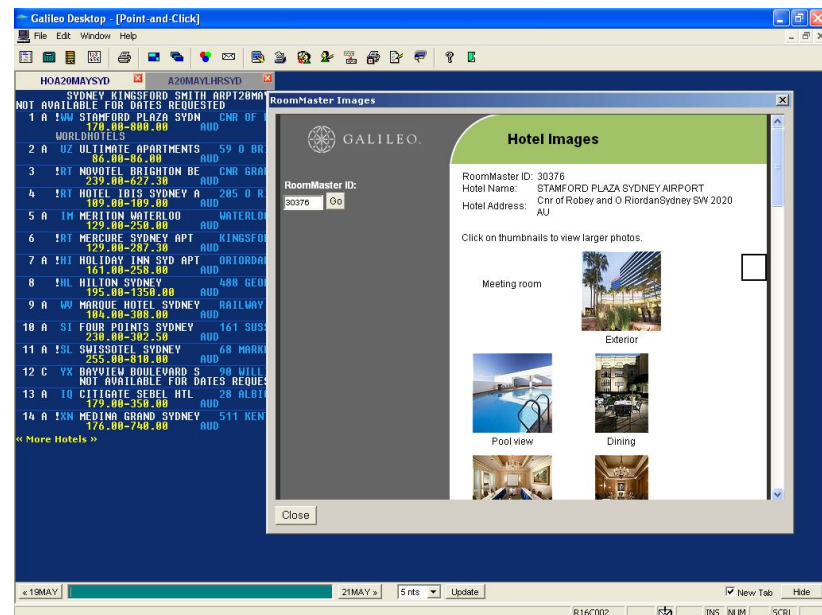 Galileo Desktop - [Point-and-Click]
File Edit Window Help
HOA20MAYSYD A20MAYLHRSYD
SYDNEY KINGSFORD SMITH ARPT20MAY
NOT AVAILABLE FOR DATES REQUESTED
1 A !WW STAMFORD PLAZA SYDN CNR OF
170.00-800.00 AUD
WORLDHOTELS
2 A UZ ULTIMATE APARTMENTS 59 O BR
86.00-86.00 AUD
3 !RT NOVOTEL BRIGHTON BE CNR GRA
239.00-627.30 AUD
4 !RT HOTEL IBIS SYDNEY A 205 O R
109.00-109.00 AUD
5 A IM MERITON WATERLOO WATERLO
129.00-250.00 AUD
6 !RT MERCURE SYDNEY APT KINGSFO
129.00-287.30 AUD
7 A !HI HOLIDAY INN SYD APT ORIORDA
161.00-258.00 AUD
8 !HL HILTON SYDNEY 488 GEO
195.00-1350.00 AUD
9 A WV MARQUE HOTEL SYDNEY RAILWAY
104.00-308.00 AUD
10 A SI FOUR POINTS SYDNEY 161 SUS
230.00-302.50 AUD
11 A !SL SWISSOTEL SYDNEY 68 MARK
255.00-810.00 AUD
12 C YX BAYVIEW BOULEVARD S 90 WILL
NOT AVAILABLE FOR DATES REQUES
13 A IQ CITIGATE SEBEL HTL 28 ALBI
179.00-350.00 AUD
14 A !XN MEDINA GRAND SYDNEY 511 KEN
176.00-740.00 AUD
« More Hotels »
RoomMaster Images
GALILEO.
Hotel Images
RoomMaster ID:
30376 Go
RoomMaster ID: 30376
Hotel Name: STAMFORD PLAZA SYDNEY AIRPORT
Hotel Address: Cnr of Robey and O RiordanSydney SW 2020
AU
Click on thumbnails to view larger photos.
Meeting room
Exterior
Pool view Dining
Close
« 19MAY 21MAY » 5 nts Update New Tab Hide
R16C002 INS NUM SCRL